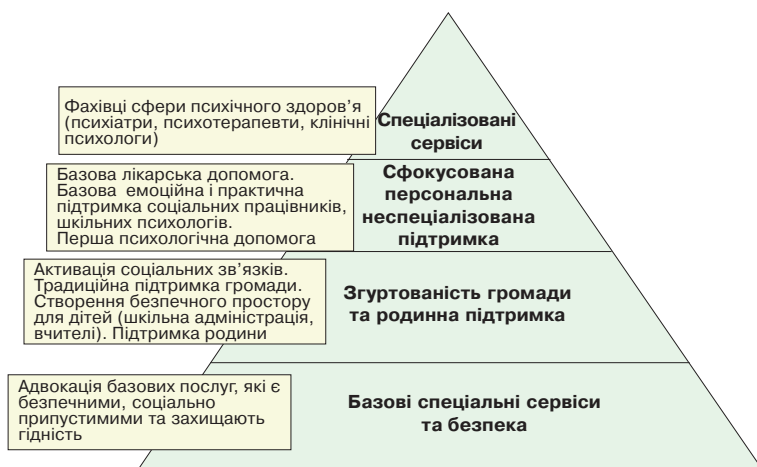 Фахівці сфери психічного здоров’я
(психіатри, психотерапевти, клінічні
психологи)
Спеціалізовані
сервіси
Базова лікарська допомога.
Базова емоційна і практична
підтримка соціальних працівників,
шкільних психологів.
Перша психологічна допомога
Сфокусована
персональна
неспеціалізована
підтримка
Активація соціальних зв’язків.
Традиційна підтримка громади.
Створення безпечного простору
для дітей (шкільна адміністрація,
вчителі). Підтримка родини
Згуртованість громади
та родинна підтримка
Адвокація базових послуг, які є
безпечними, соціально
припустимими та захищають
гідність
Базові спеціальні сервіси
та безпека